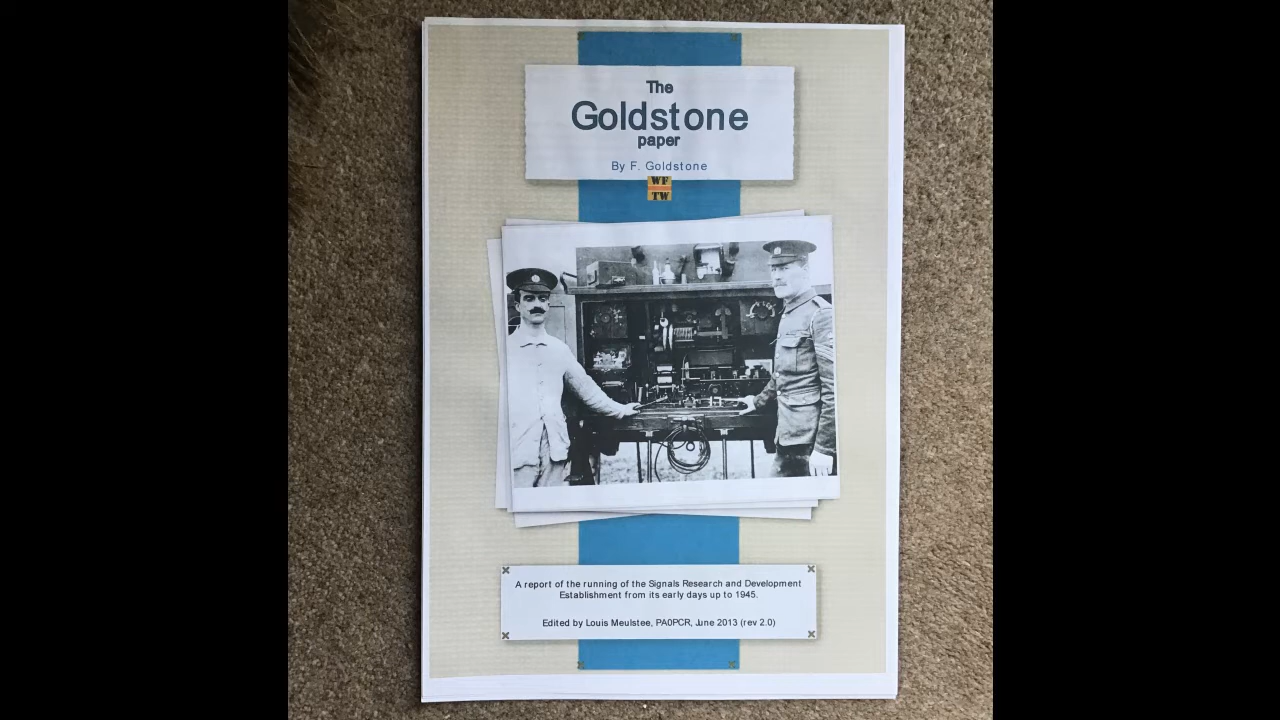 The
Goldstone
paper
By F. Goldstone
WF
TW
A report of the running of the Signals Research and Development
Establishment from its early days up to 1945.
Edited by Louis Meulstee, PA0PCR, June 2013 (rev 2.0)